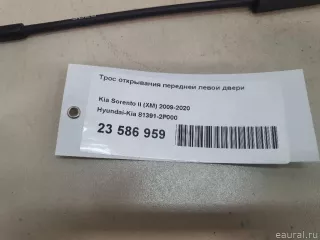 Трос открывания передней левой двери
Kia Sorento II (XM) 2009-2020
Hyundai-Kia 81391-2P000
23 586 959
eaural.ru